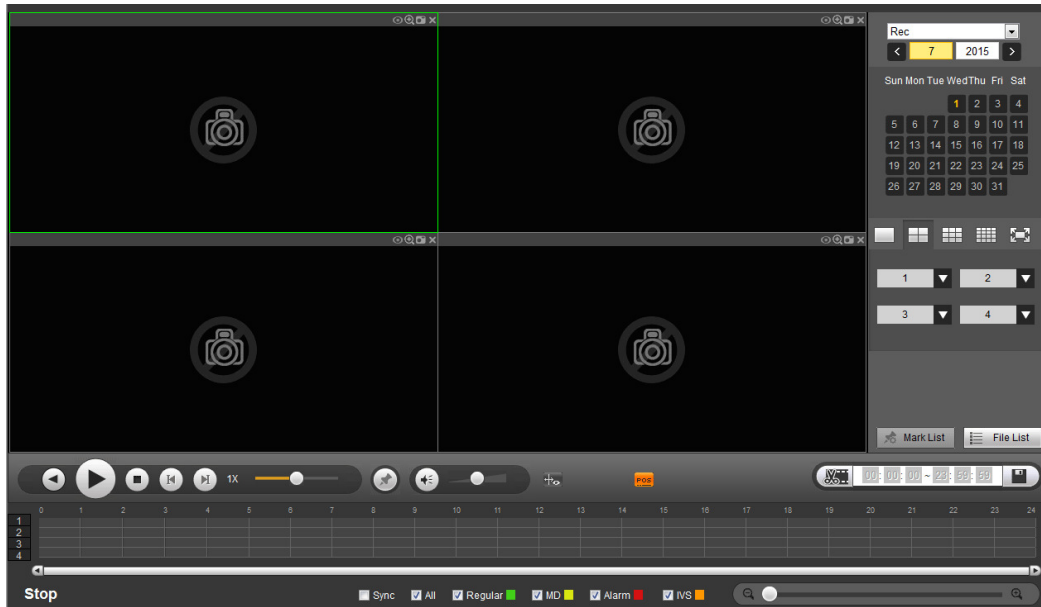 Rec
7 2015
Sun Mon Tue Wed Thu Fri Sat
1 2 3 4
5 6 7 8 9 10 11
12 13 14 15 16 17 18
19 20 21 22 23 24 25
26 27 28 29 30 31
1 2
3 4
Mark List File List
1X POS 00: 00: 00 ~ 23: 59: 59
0 1 2 3 4 5 6 7 8 9 10 11 12 13 14 15 16 17 18 19 20 21 22 23 24
1
2
3
4
Stop Sync All Regular MD Alarm IVS